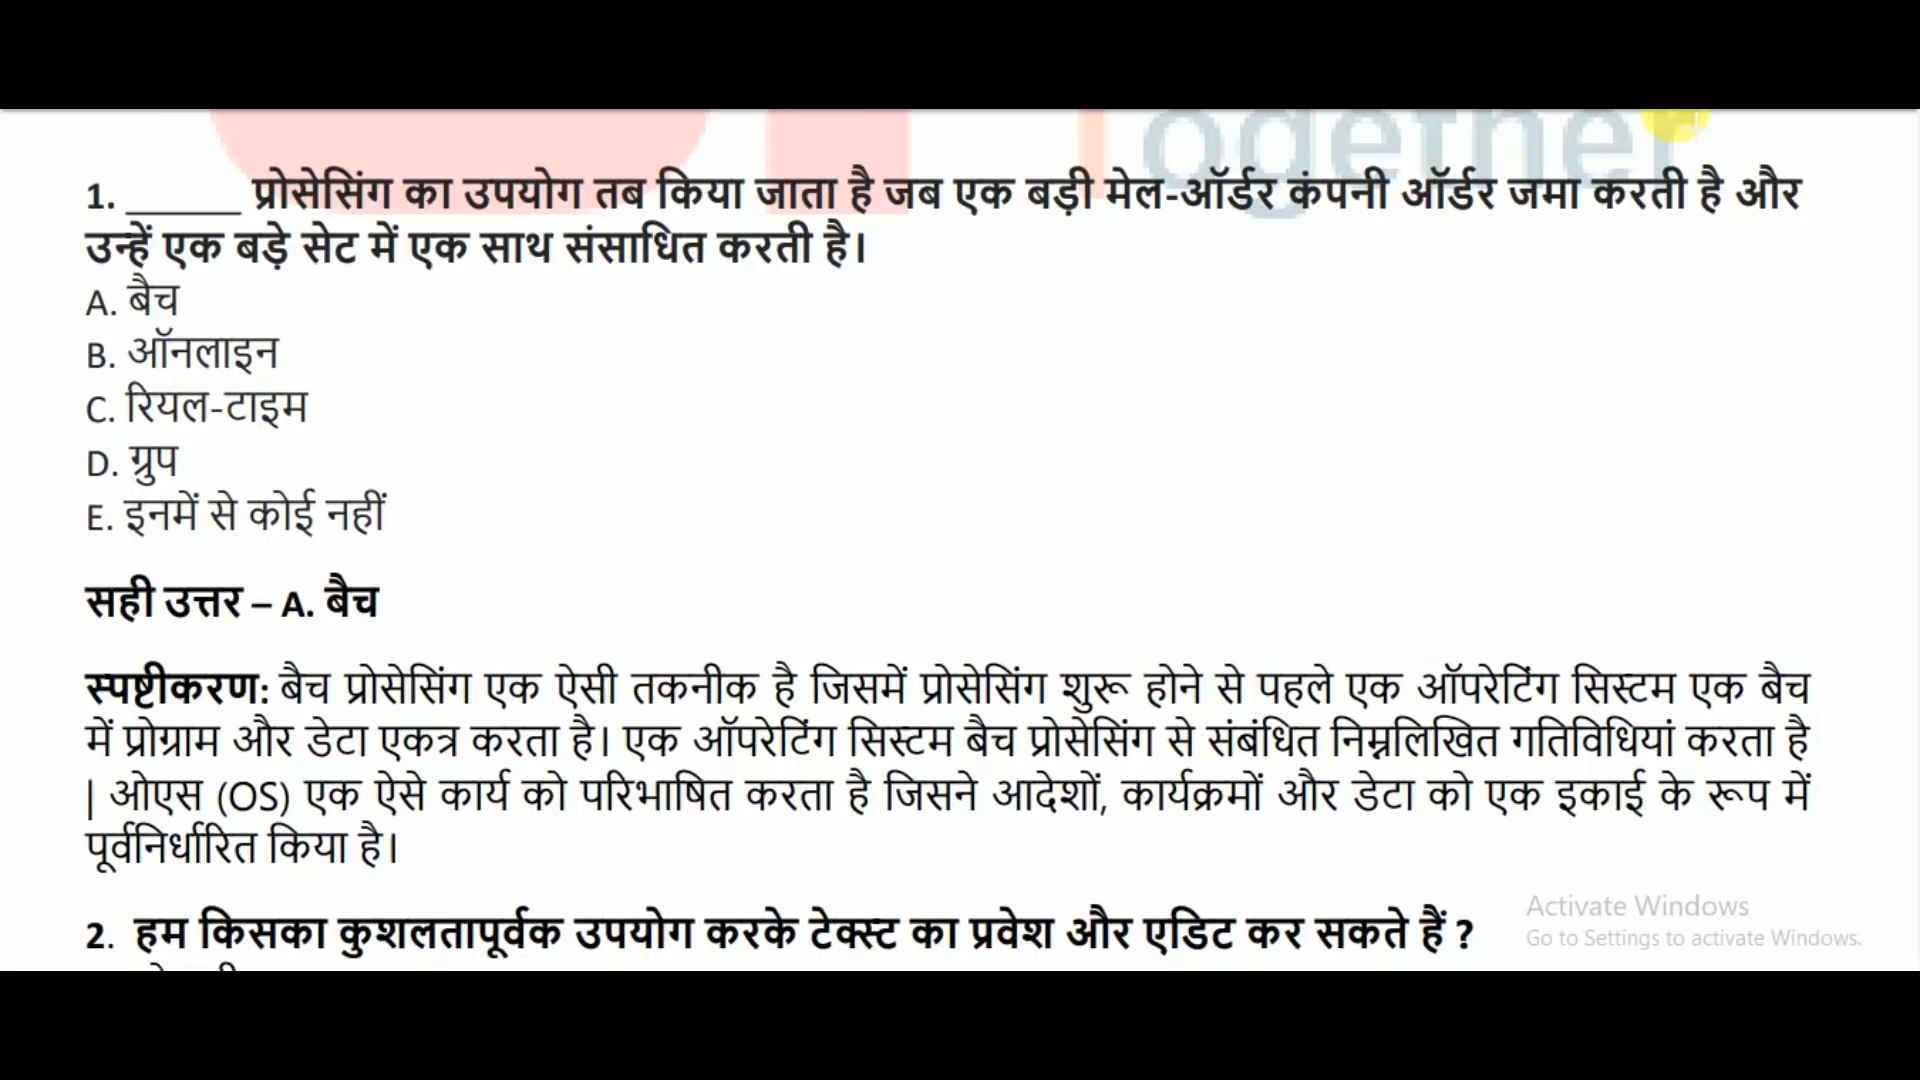 Together
1. ______ प्रोसेसिंग का उपयोग तब किया जाता है जब एक बड़ी मेल-ऑर्डर कंपनी ऑर्डर जमा करती है और
उन्हें एक बड़े सेट में एक साथ संसाधित करती है।
A. बैच
B. ऑनलाइन
C. रियल-टाइम
D. ग्रुप
E. इनमें से कोई नहीं
सही उत्तर – A. बैच
स्पष्टीकरण: बैच प्रोसेसिंग एक ऐसी तकनीक है जिसमें प्रोसेसिंग शुरू होने से पहले एक ऑपरेटिंग सिस्टम एक बैच
में प्रोग्राम और डेटा एकत्र करता है। एक ऑपरेटिंग सिस्टम बैच प्रोसेसिंग से संबंधित निम्नलिखित गतिविधियां करता है
| ओएस (OS) एक ऐसे कार्य को परिभाषित करता है जिसने आदेशों, कार्यक्रमों और डेटा को एक इकाई के रूप में
पूर्वनिर्धारित किया है।
2. हम किसका कुशलतापूर्वक उपयोग करके टेक्स्ट का प्रवेश और एडिट कर सकते हैं ?
Activate Windows
Go to Settings to activate Windows.